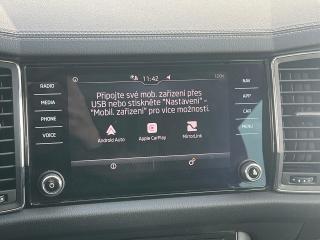 11:42
RADIO
MEDIA
PHONE
VOICE
Připojte své mob. zařízení přes
USB nebo stiskněte "Nastavení" -
"Mobil. zařízení" pro více možností.
Android Auto
Apple CarPlay
MirrorLink
NAV
APP
CAR
MENU